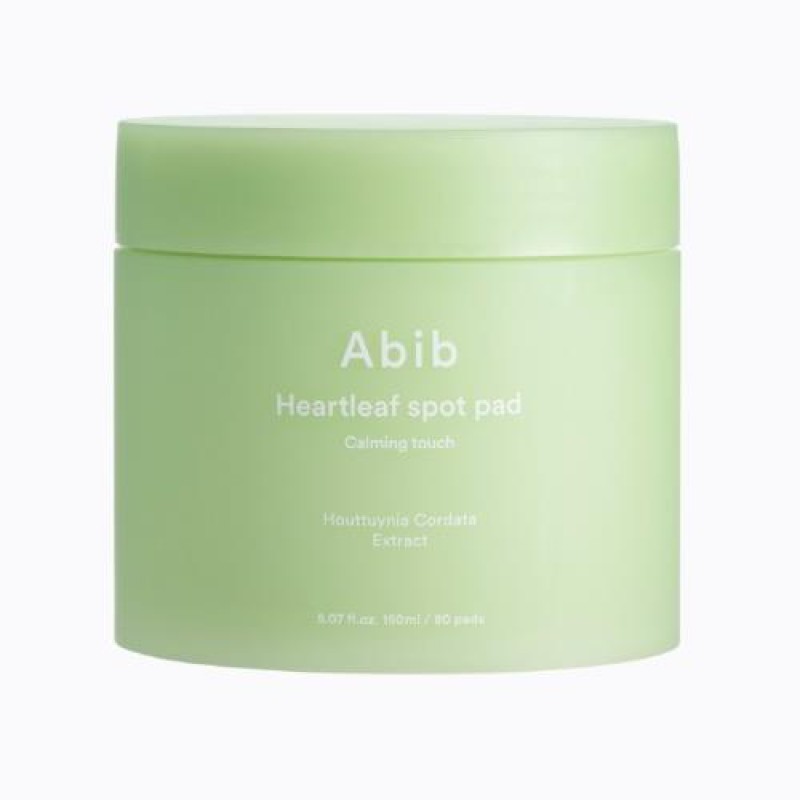 Abib
Heartleaf spot pad
Calming touch
Houttuynia Cordata
Extract
5.07 fl.oz. 150ml / 80 pads